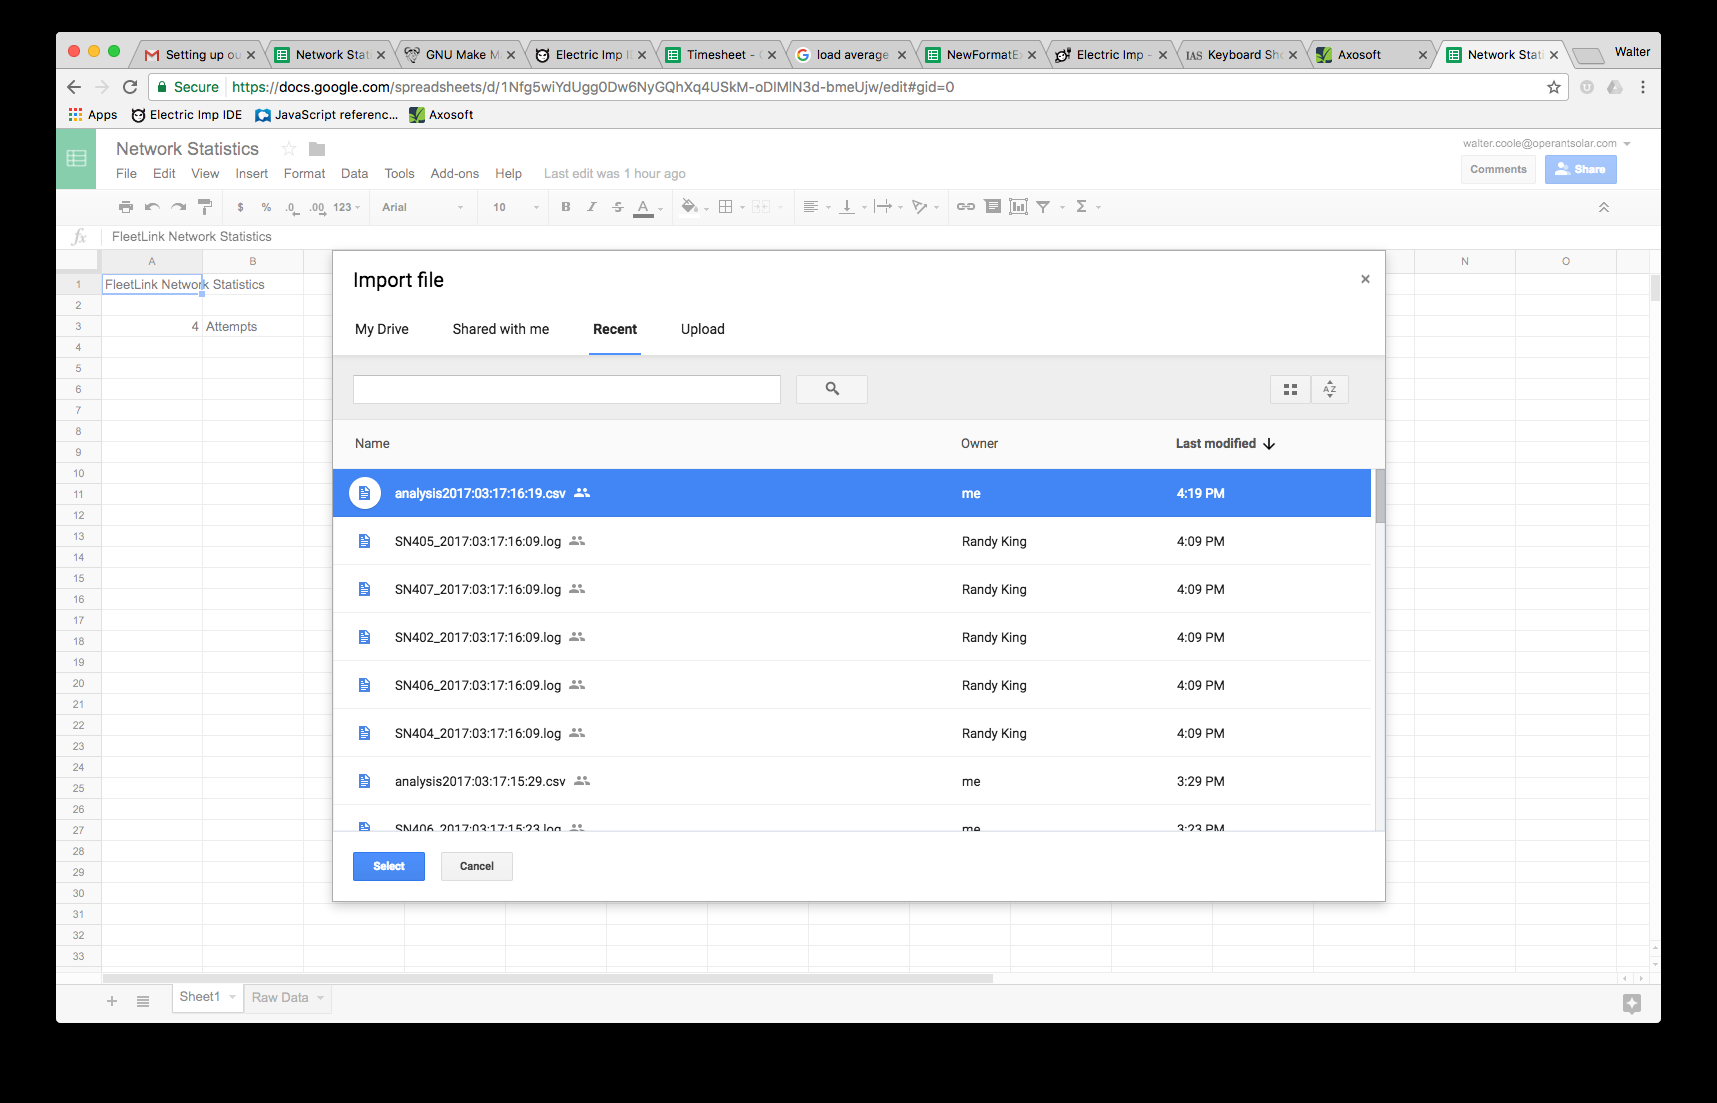 Setting up ou
Network Stati
GNU Make M
Electric Imp I
Timesheet -
load average
NewFormatEx
Electric Imp -
IAS Keyboard Sho
Axosoft
Network Stati
Walter
Secure https://docs.google.com/spreadsheets/d/1Nfg5wiYdUgg0Dw6NyGQhXq4USkM-oDlMlN3d-bmeUjw/edit#gid=0
Apps Electric Imp IDE JavaScript referenc... Axosoft
Network Statistics
walter.coole@operantsolar.com
File Edit View Insert Format Data Tools Add-ons Help Last edit was 1 hour ago
Comments Share
$ % .0 .00 123 Arial 10 B I S A Σ
fx FleetLink Network Statistics
A B N O
1 FleetLink Network Statistics
2
3 4 Attempts
4
5
6
7
8
9
10
11
12
13
14
15
16
17
18
19
20
21
22
23
24
25
26
27
28
29
30
31
32
33
Import file ×
My Drive Shared with me Recent Upload
AZ
Name Owner Last modified
analysis2017:03:17:16:19.csv me 4:19 PM
SN405_2017:03:17:16:09.log Randy King 4:09 PM
SN407_2017:03:17:16:09.log Randy King 4:09 PM
SN402_2017:03:17:16:09.log Randy King 4:09 PM
SN406_2017:03:17:16:09.log Randy King 4:09 PM
SN404_2017:03:17:16:09.log Randy King 4:09 PM
analysis2017:03:17:15:29.csv me 3:29 PM
SN406_2017:03:17:15:23.log me 3:23 PM
Select Cancel
+ Sheet1 Raw Data